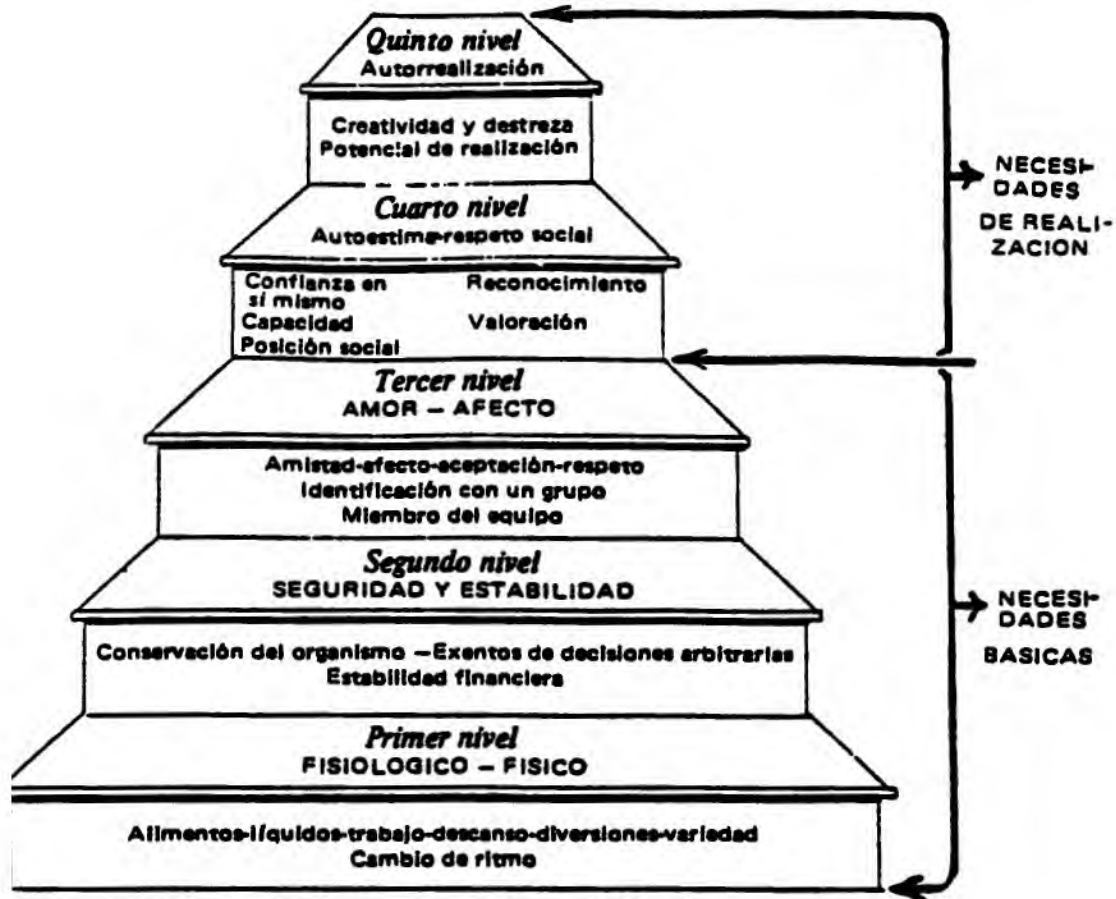 Quinto nivel
Autorrealización
Creatividad y destreza
Potencial de realización
Cuarto nivel
Autoestima-respeto social
Confianza en
sí mismo
Capacidad
Posición social
Reconocimiento
Valoración
Tercer nivel
AMOR – AFECTO
Amistad-afecto-aceptación-respeto
Identificación con un grupo
Miembro del equipo
Segundo nivel
SEGURIDAD Y ESTABILIDAD
Conservación del organismo – Exentos de decisiones arbitrarias
Estabilidad financiera
Primer nivel
FISIOLOGICO – FISICO
Alimentos-líquidos-trabajo-descanso-diversiones-variedad
Cambio de ritmo
NECESI-
DADES
DE REALI-
ZACION
NECESI-
DADES
BASICAS